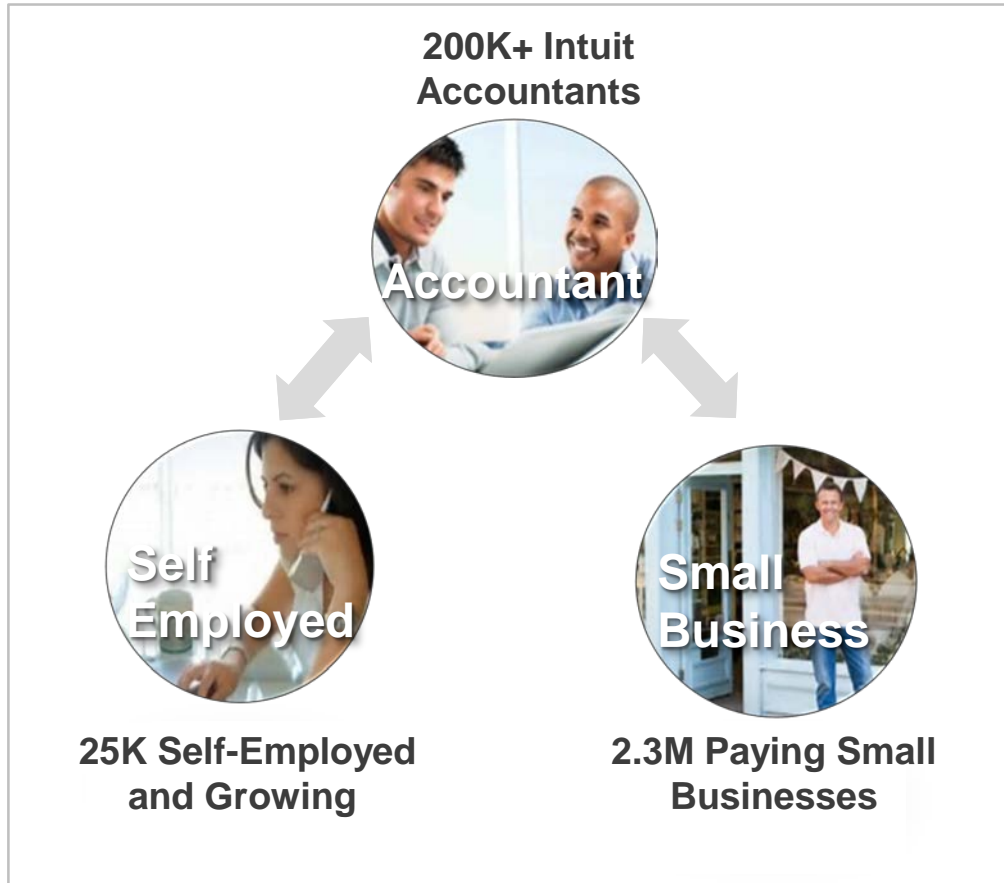 200K+ Intuit
Accountants
Accountant
Self
Employed
Small
Business
25K Self-Employed
and Growing
2.3M Paying Small
Businesses